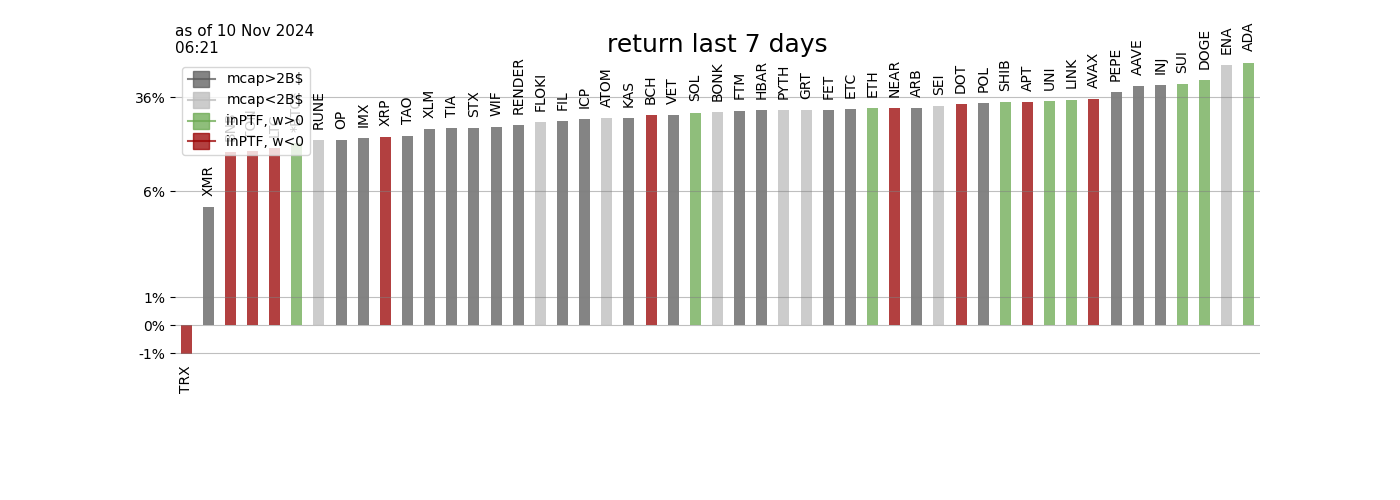 as of 10 Nov 2024
06:21
return last 7 days
mcap>2B$
mcap<2B$
inPTF, w>0
inPTF, w<0
36%
6%
1%
0%
-1%
TRX
XMR
RUNE
OP
IMX
XRP
TAO
XLM
TIA
STX
WIF
RENDER
FLOKI
FIL
ICP
ATOM
KAS
BCH
VET
SOL
BONK
FTM
HBAR
PYTH
GRT
FET
ETC
ETH
NEAR
ARB
SEI
DOT
POL
SHIB
APT
UNI
LINK
AVAX
PEPE
AAVE
INJ
SUI
DOGE
ENA
ADA